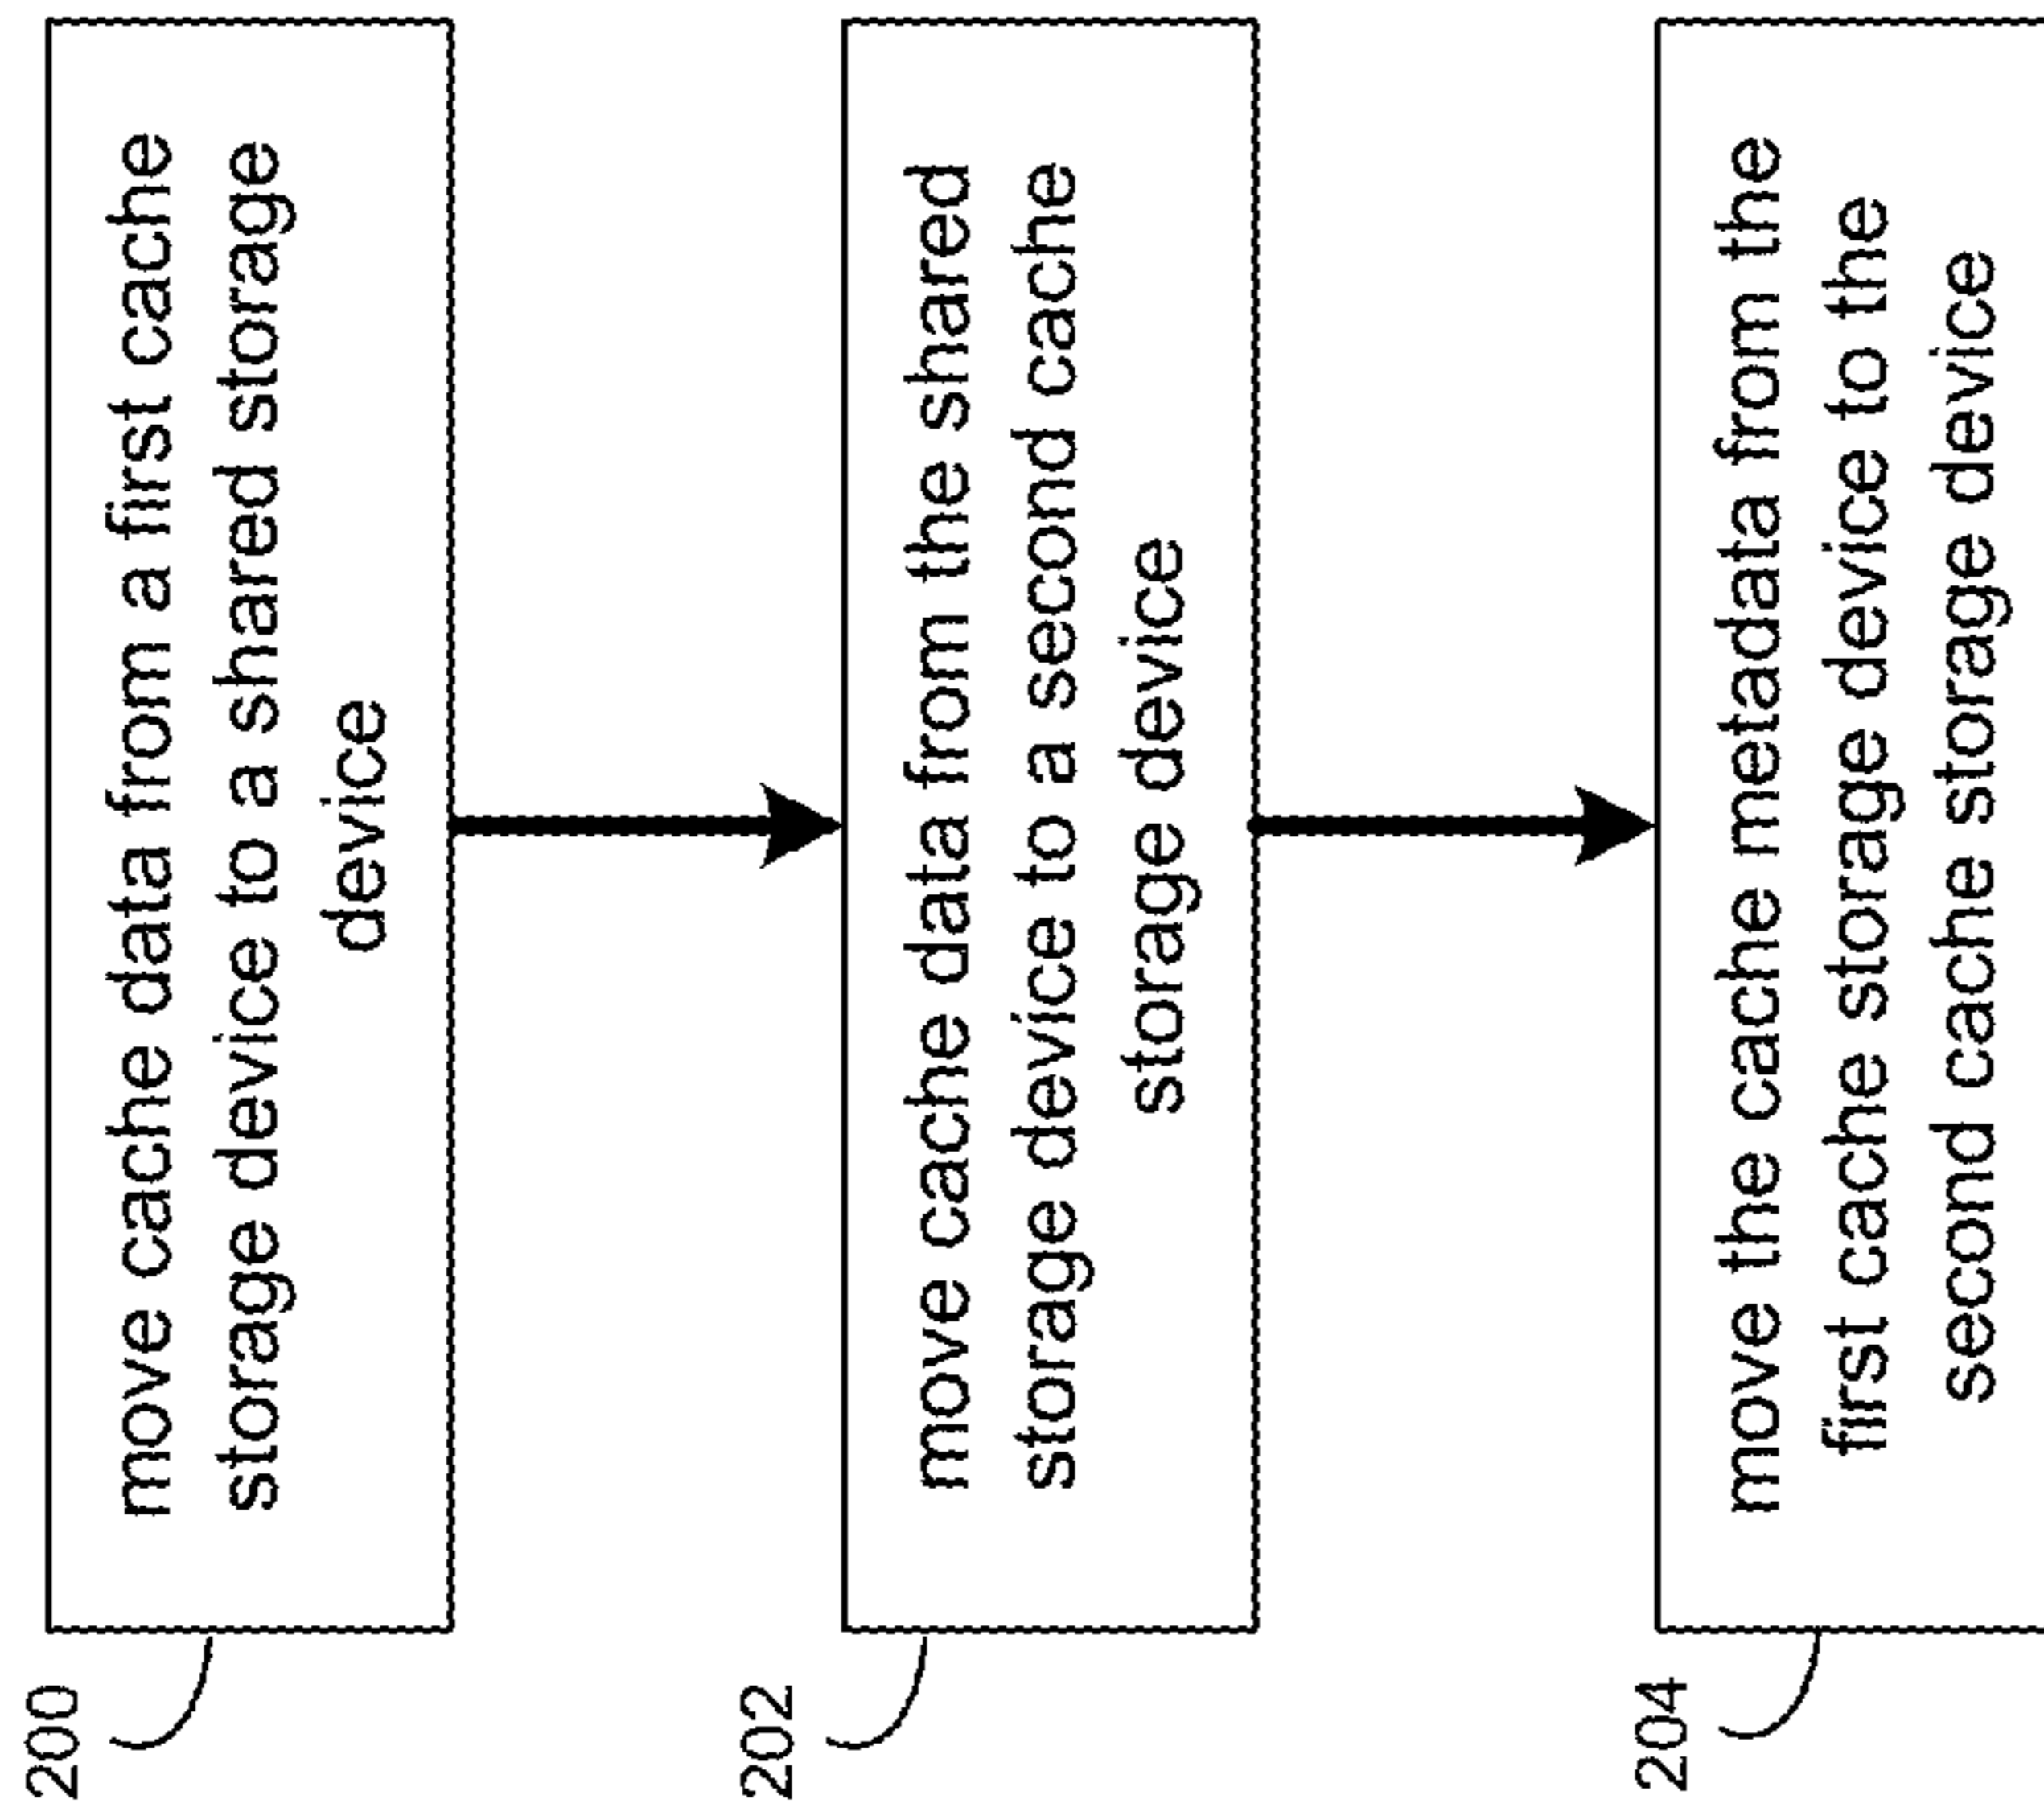 200
move cache data from a first cache
storage device to a shared storage
device
202
move cache data from the shared
storage device to a second cache
storage device
204
move the cache metadata from the
first cache storage device to the
second cache storage device